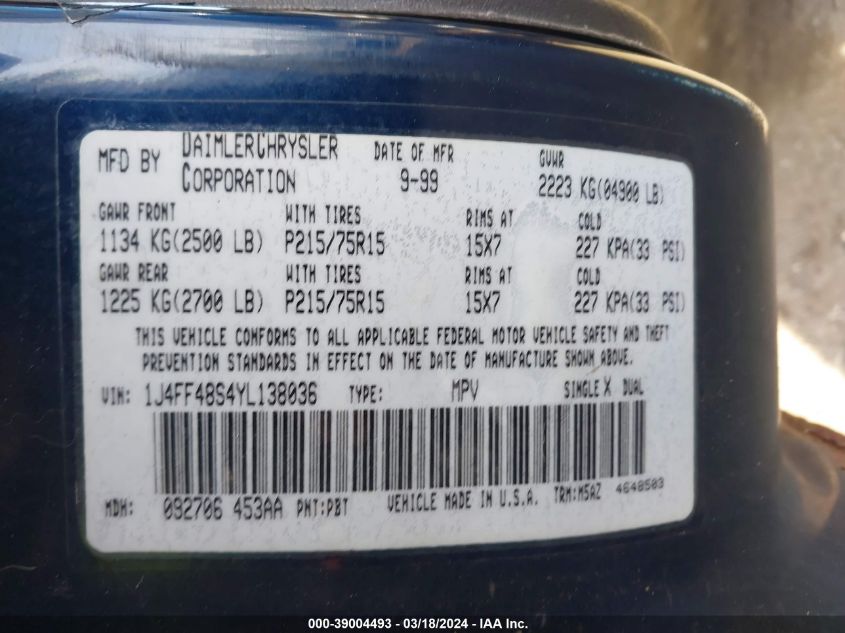 MFD BY DAIMLERCHRYSLER CORPORATION DATE OF MFR 9-99 GVWR 2223 KG(04900 LB)
GAWR FRONT WITH TIRES RIMS AT COLD
1134 KG(2500 LB) P215/75R15 15X7 227 KPA(33 PSI)
GAWR REAR WITH TIRES RIMS AT COLD
1225 KG(2700 LB) P215/75R15 15X7 227 KPA(33 PSI)
THIS VEHICLE CONFORMS TO ALL APPLICABLE FEDERAL MOTOR VEHICLE SAFETY AND THEFT
PREVENTION STANDARDS IN EFFECT ON THE DATE OF MANUFACTURE SHOWN ABOVE.
VIN: 1J4FF48S4YL138036 TYPE: MPV SINGLE X DUAL
MDH: 092706 453AA PNT:PBT VEHICLE MADE IN U.S.A. TRM:M5AZ 4648503
000-39004493 - 03/18/2024 - IAA Inc.